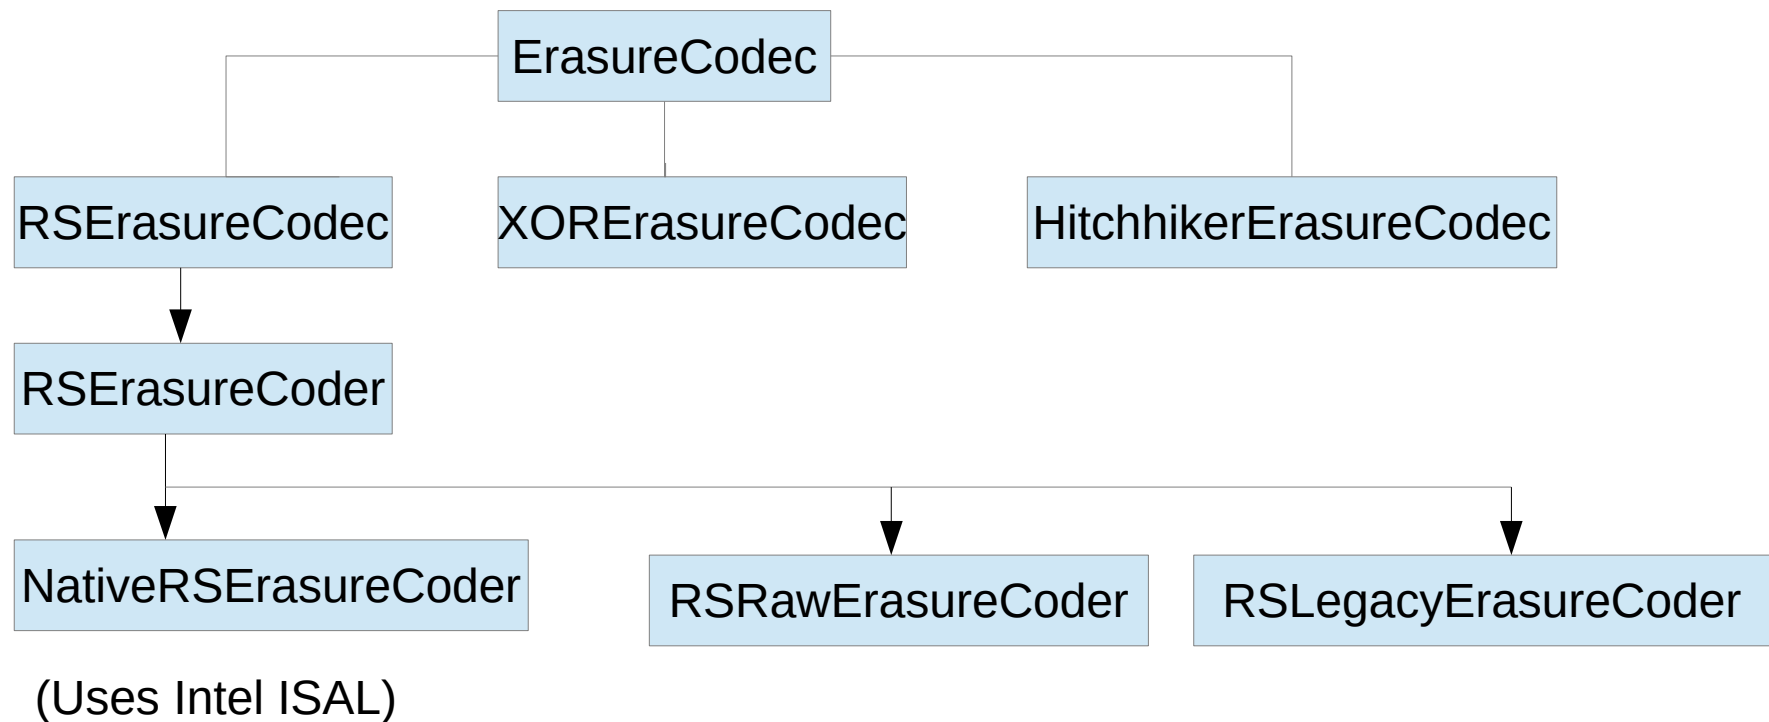 ErasureCodec
RSErasureCodec
XORErasureCodec
HitchhikerErasureCodec
RSErasureCoder
NativeRSErasureCoder
RSRawErasureCoder
RSLegacyErasureCoder
(Uses Intel ISAL)